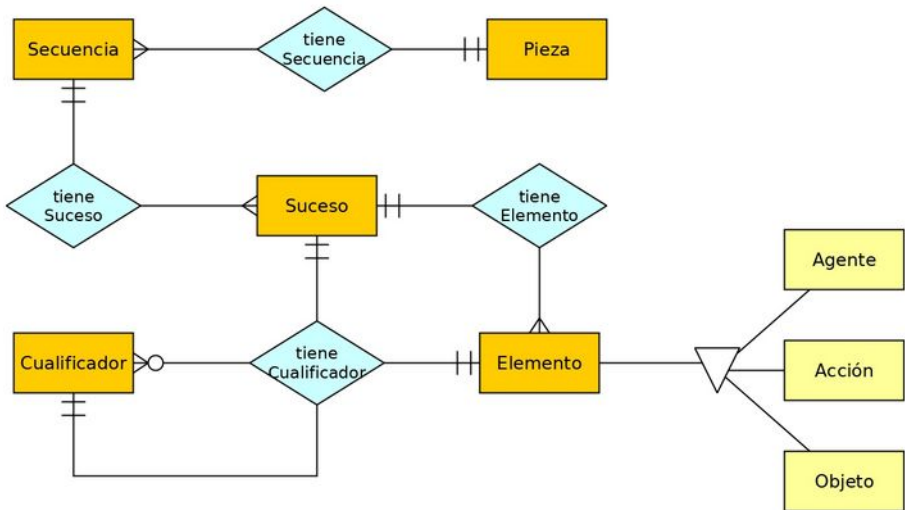 Secuencia
tiene
Secuencia
Pieza
tiene
Suceso
Suceso
tiene
Elemento
Agente
Cualificador
tiene
Cualificador
Elemento
Acción
Objeto